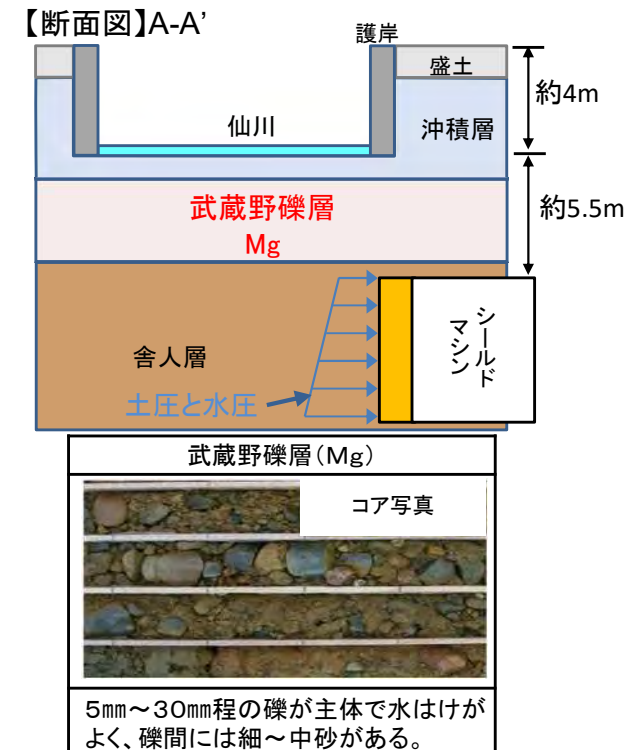 【断面図】A-A’
護岸
盛土
約4m
仙川
沖積層
武蔵野礫層
Mg
約5.5m
シールド
マシン
舎人層
土圧と水圧
武蔵野礫層(Mg)
コア写真
5㎜～30㎜程の礫が主体で水はけが
よく、礫間には細～中砂がある。